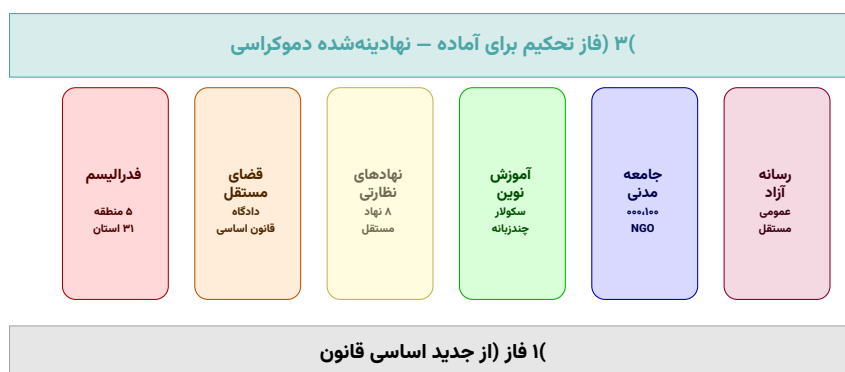 )۳ (فاز تحکیم برای آماده – نهادینه‌شده دموکراسی
رسانه
آزاد
عمومی
مستقل
جامعه
مدنی
۰۰۰،۱۰۰
NGO
آموزش
نوین
سکولار
چندزبانه
نهادهای
نظارتی
۸ نهاد
مستقل
قضای
مستقل
دادگاه
قانون اساسی
فدرالیسم
۵ منطقه
۳۱ استان
)۱ فاز (از جدید اساسی قانون